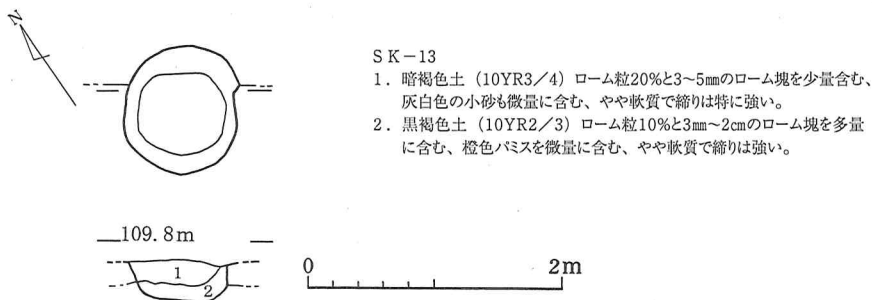 N
SK-13
1. 暗褐色土（10YR3／4）ローム粒20%と3~5㎜のローム塊を少量含む、
灰白色の小砂も微量に含む、やや軟質で締りは特に強い。
2. 黒褐色土（10YR2／3）ローム粒10%と3㎜~2㎝のローム塊を多量
に含む、橙色パミスを微量に含む、やや軟質で締りは強い。
109.8m
1
2
0 2m